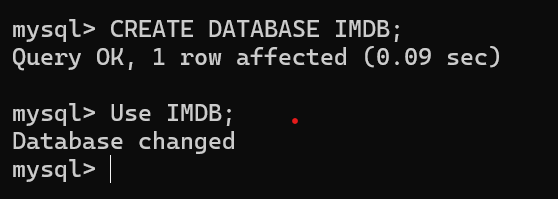 mysql> CREATE DATABASE IMDB;
Query OK, 1 row affected (0.09 sec)
mysql> Use IMDB;
Database changed
mysql>